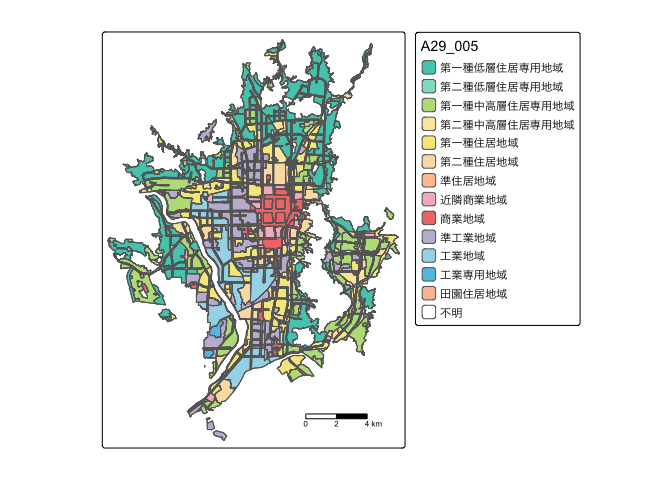 A29_005
第一種低層住居専用地域
第二種低層住居専用地域
第一種中高層住居専用地域
第二種中高層住居専用地域
第一種住居地域
第二種住居地域
準住居地域
近隣商業地域
商業地域
準工業地域
工業地域
工業専用地域
田園住居地域
不明
0 2 4 km